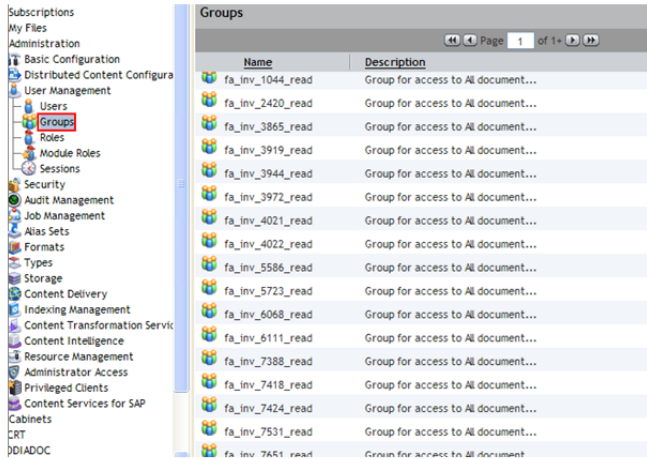 Subscriptions
My Files
Administration
Basic Configuration
Distributed Content Configura
User Management
Users
Groups
Roles
Module Roles
Sessions
Security
Audit Management
Job Management
Alias Sets
Formats
Types
Storage
Content Delivery
Indexing Management
Content Transformation Servic
Content Intelligence
Resource Management
Administrator Access
Privileged Clients
Content Services for SAP
Cabinets
CRT
DDIADOC
Groups
Page 1 of 1+
Name Description
fa_inv_1044_read Group for access to All document...
fa_inv_2420_read Group for access to All document...
fa_inv_3865_read Group for access to All document...
fa_inv_3919_read Group for access to All document...
fa_inv_3944_read Group for access to All document...
fa_inv_3972_read Group for access to All document...
fa_inv_4021_read Group for access to All document...
fa_inv_4022_read Group for access to All document...
fa_inv_5586_read Group for access to All document...
fa_inv_5723_read Group for access to All document...
fa_inv_6068_read Group for access to All document...
fa_inv_6111_read Group for access to All document...
fa_inv_7388_read Group for access to All document...
fa_inv_7418_read Group for access to All document...
fa_inv_7424_read Group for access to All document...
fa_inv_7531_read Group for access to All document...
fa_inv_7651_read Group for access to All document